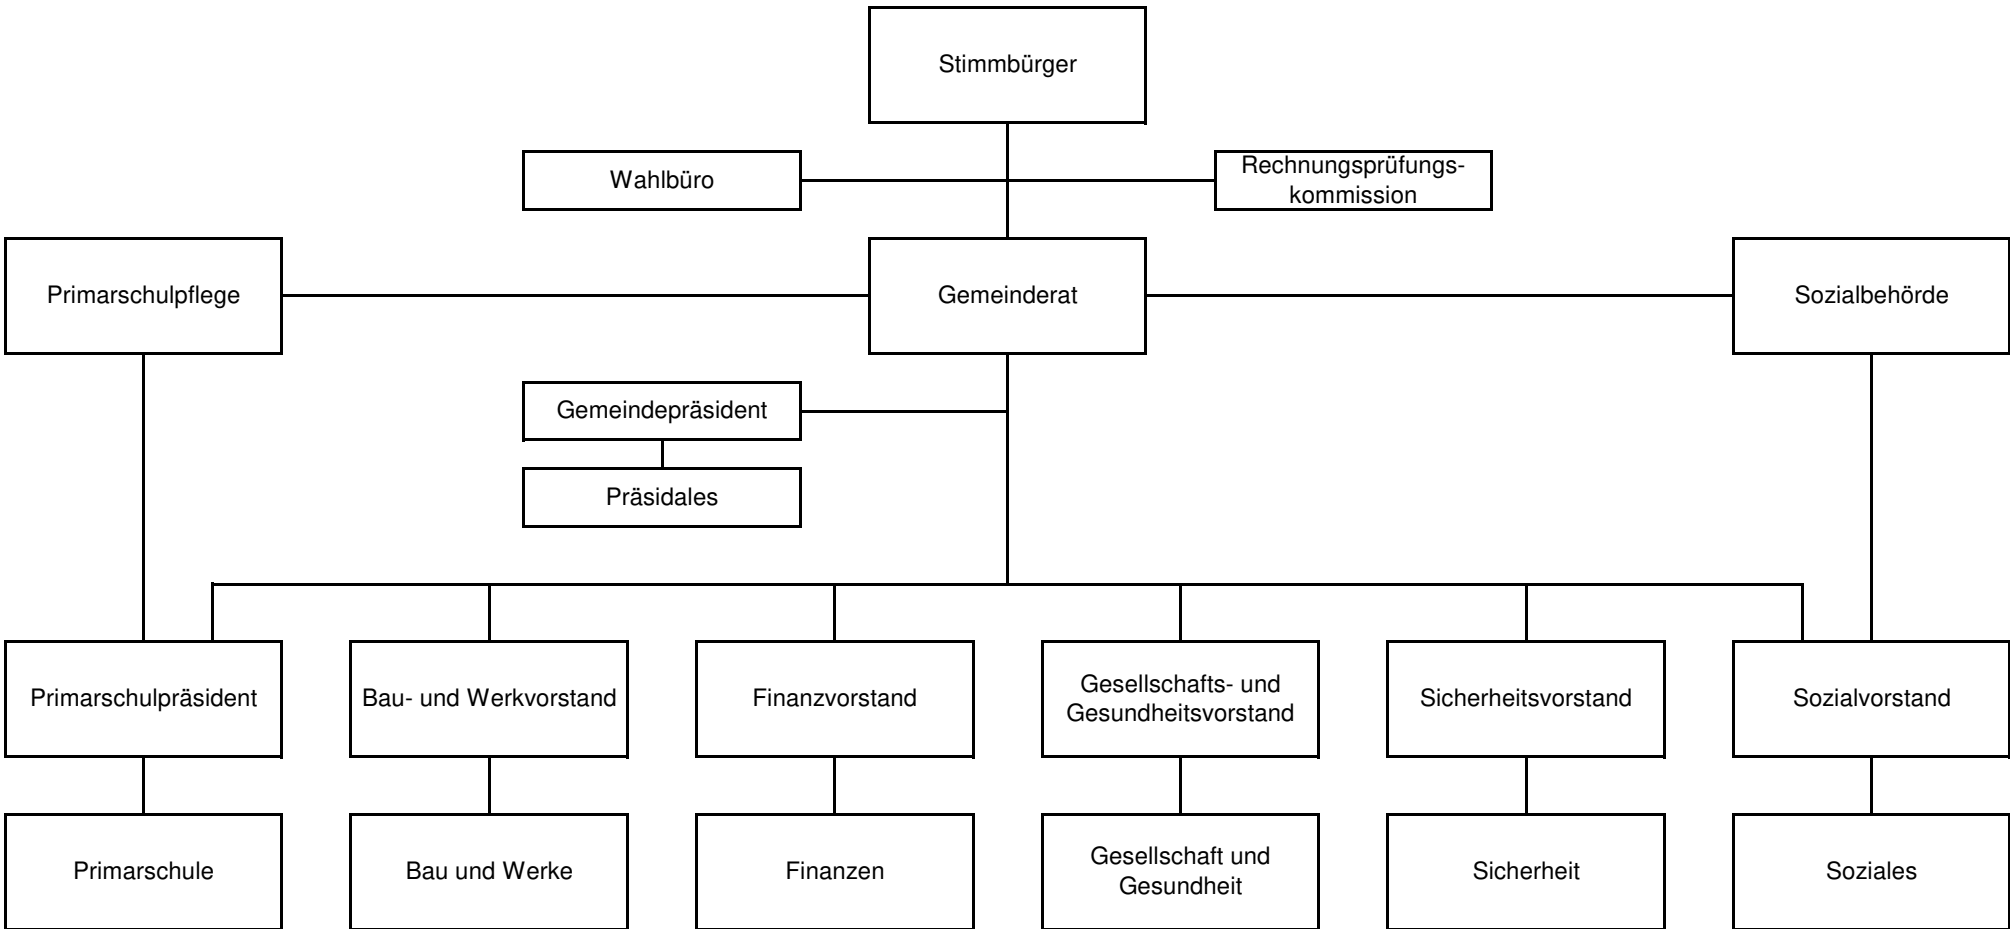 Stimmbürger
Wahlbüro
Rechnungsprüfungs-
kommission
Primarschulpflege
Gemeinderat
Sozialbehörde
Gemeindepräsident
Präsidales
Primarschulpräsident
Bau- und Werkvorstand
Finanzvorstand
Gesellschafts- und
Gesundheitsvorstand
Sicherheitsvorstand
Sozialvorstand
Primarschule
Bau und Werke
Finanzen
Gesellschaft und
Gesundheit
Sicherheit
Soziales